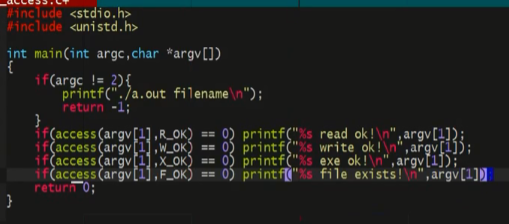 _access.c+
#include <stdio.h>
#include <unistd.h>
int main(int argc,char *argv[])
{
    if(argc != 2){
        printf("./a.out filename\n");
        return -1;
    }
    if(access(argv[1],R_OK) == 0) printf("%s read ok!\n",argv[1]);
    if(access(argv[1],W_OK) == 0) printf("%s write ok!\n",argv[1]);
    if(access(argv[1],X_OK) == 0) printf("%s exe ok!\n",argv[1]);
    if(access(argv[1],F_OK) == 0) printf("%s file exists!\n",argv[1]);
    return 0;
}